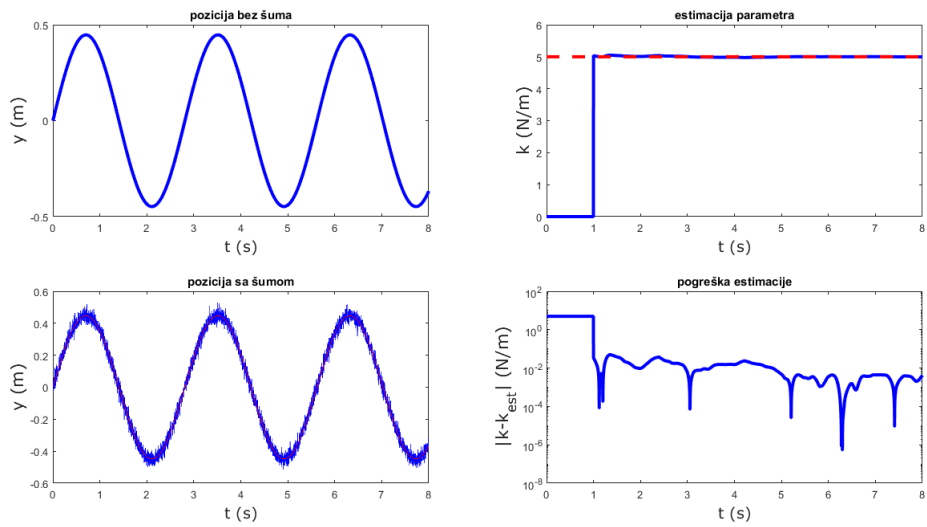 pozicija bez šuma
0.5
0
-0.5
y (m)
0 1 2 3 4 5 6 7 8
t (s)
estimacija parametra
6
5
4
3
2
1
0
k (N/m)
0 1 2 3 4 5 6 7 8
t (s)
pozicija sa šumom
0.6
0.4
0.2
0
-0.2
-0.4
-0.6
y (m)
0 1 2 3 4 5 6 7 8
t (s)
pogreška estimacije
10²
10⁰
10⁻²
10⁻⁴
10⁻⁶
10⁻⁸
|k-k_est| (N/m)
0 1 2 3 4 5 6 7 8
t (s)